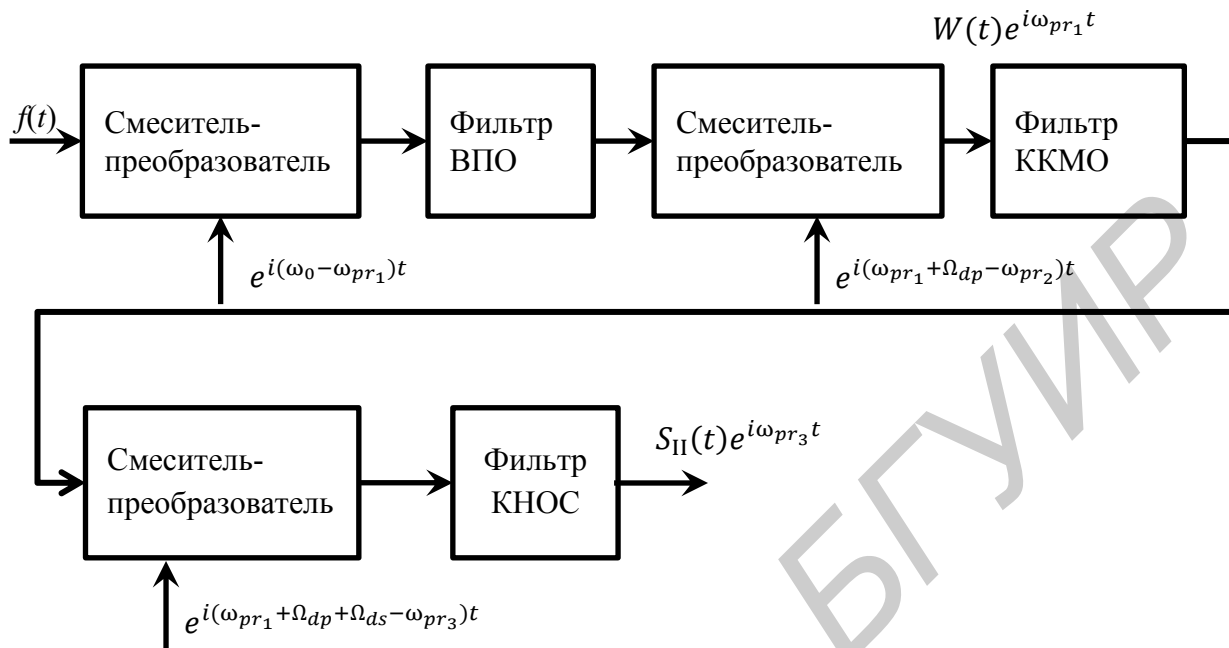 W(t)e^{iω_{pr_1}t}
f(t)
Смеситель-
преобразователь
Фильтр
ВПО
Смеситель-
преобразователь
Фильтр
ККМО
e^{i(ω_0−ω_{pr_1})t}
e^{i(ω_{pr_1}+Ω_{dp}−ω_{pr_2})t}
Смеситель-
преобразователь
Фильтр
КНОС
S_{II}(t)e^{iω_{pr_3}t}
e^{i(ω_{pr_1}+Ω_{dp}+Ω_{ds}−ω_{pr_3})t}
БГУИР